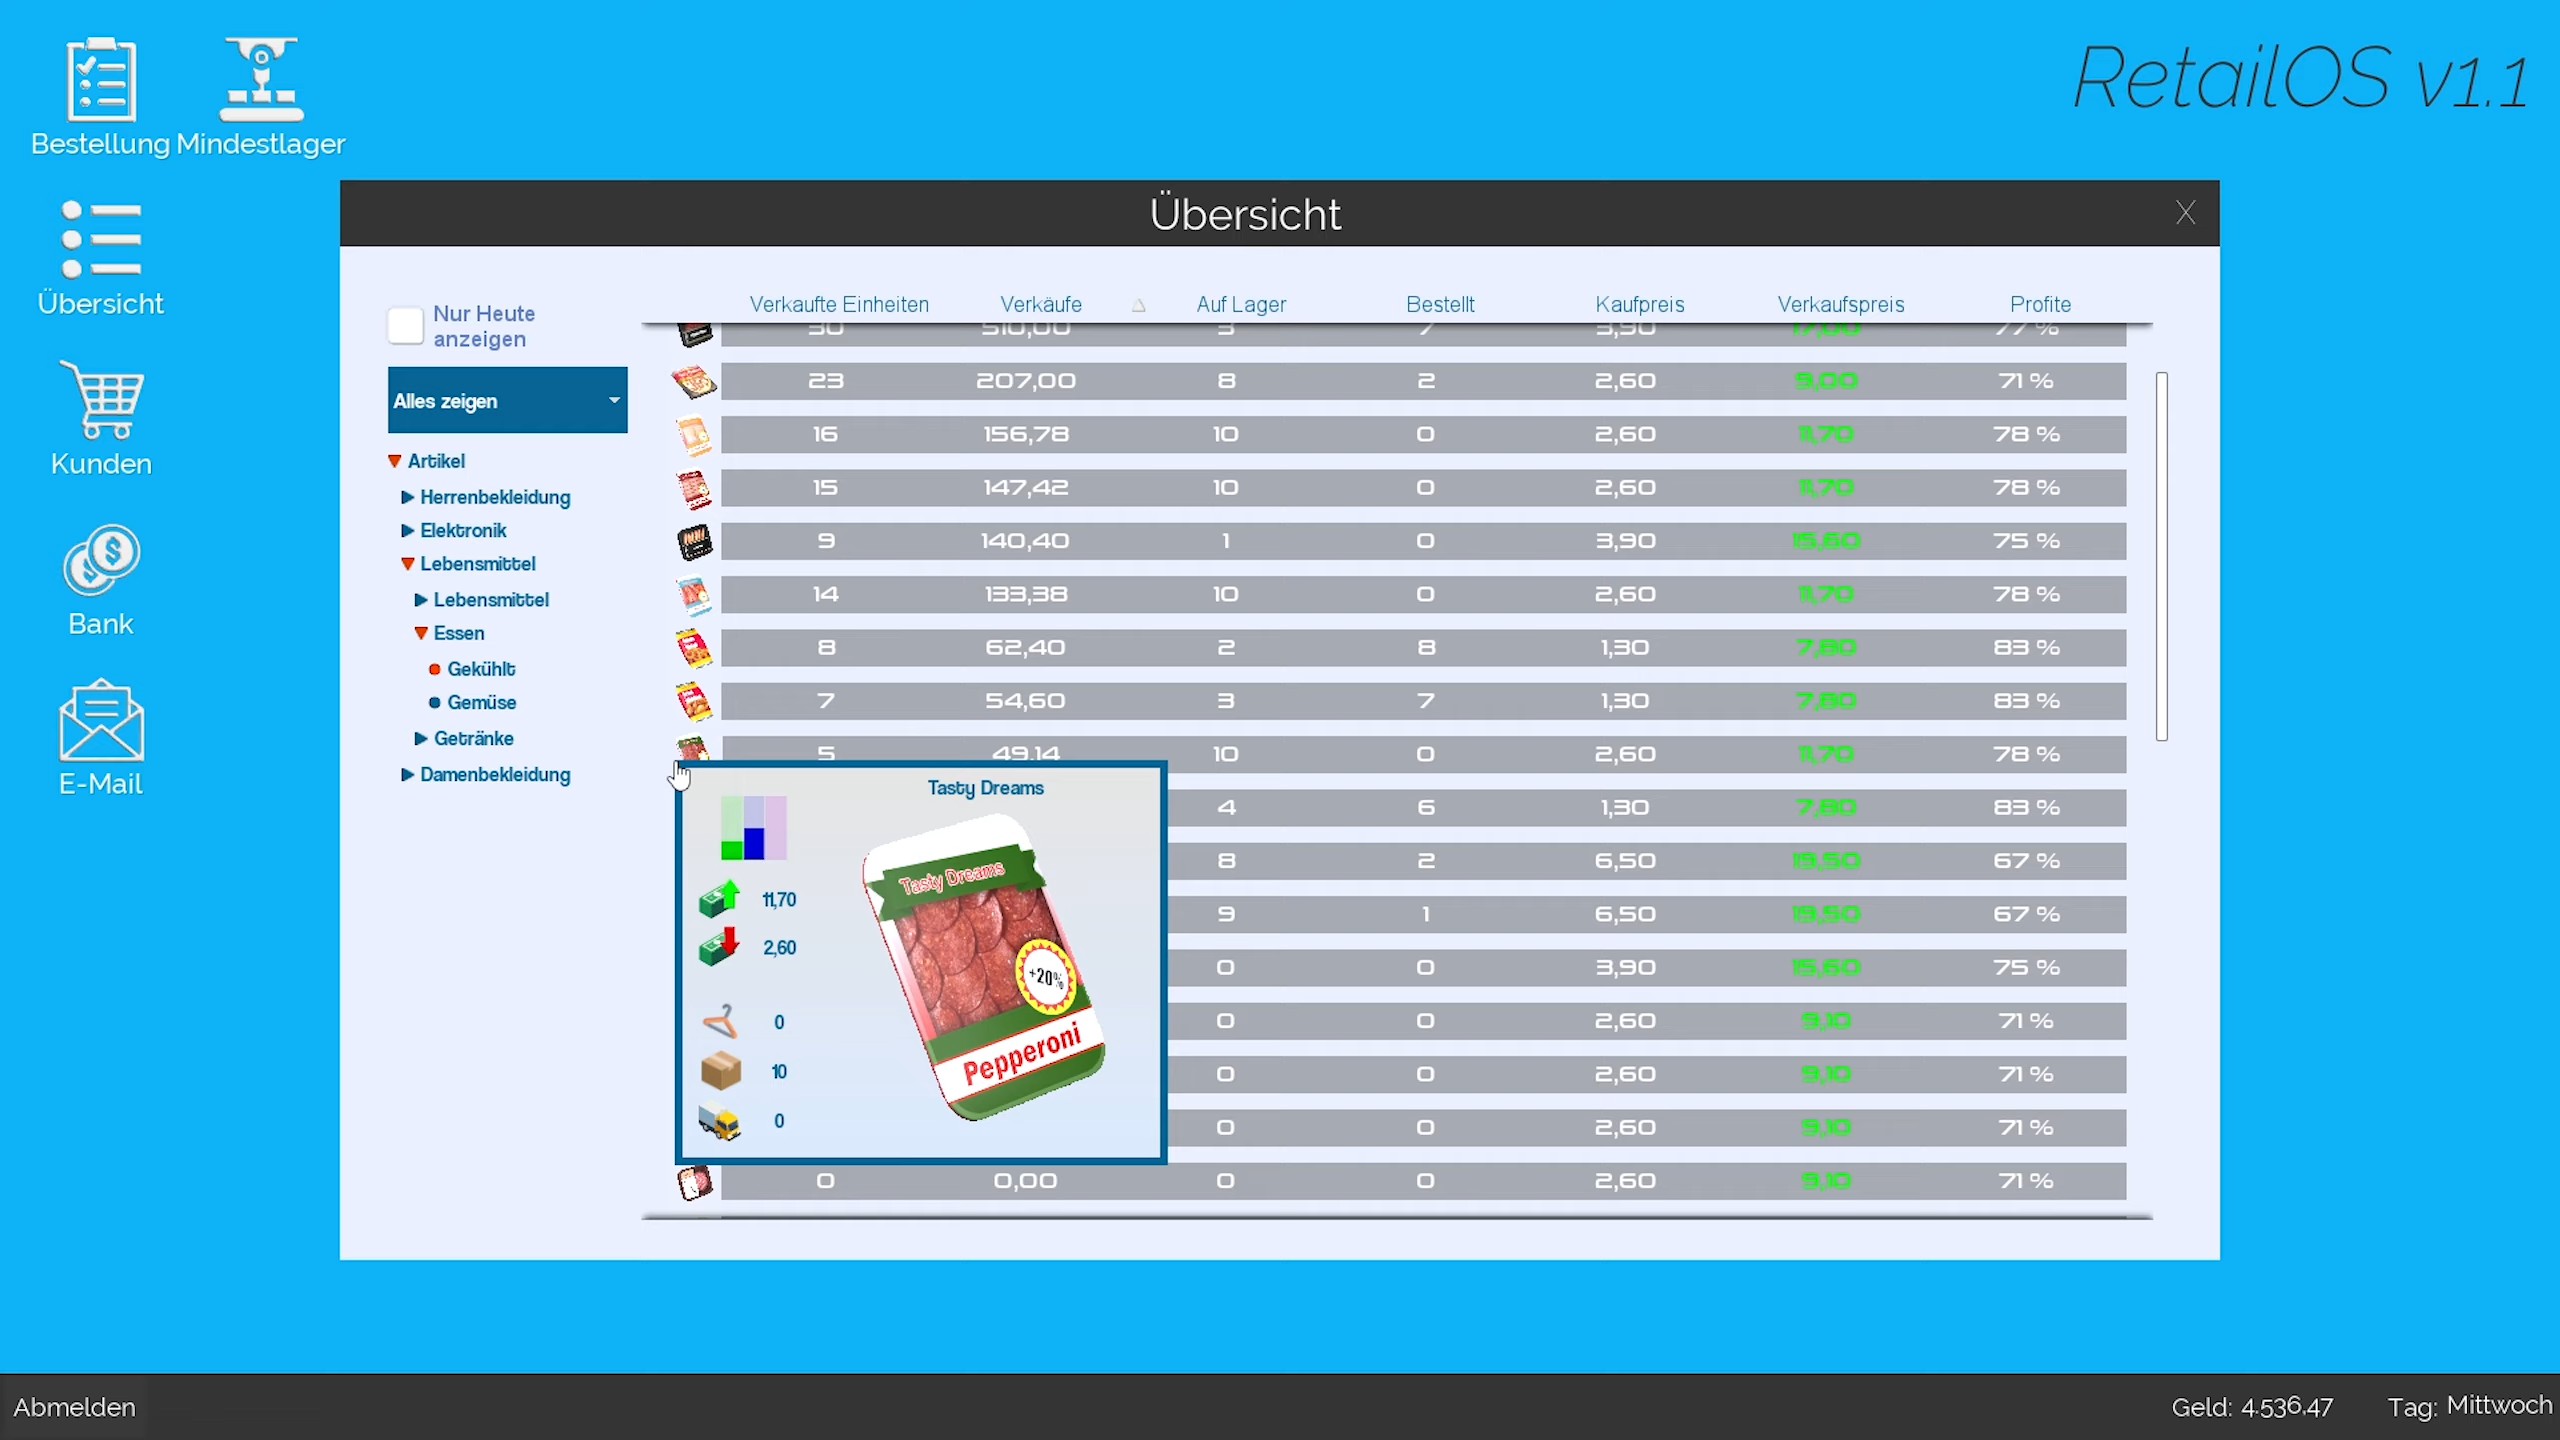 RetailOS v1.1
Bestellung Mindestlager
Übersicht
Kunden
Bank
E-Mail
Übersicht X
Nur Heute
anzeigen
Alles zeigen
Artikel
Herrenbekleidung
Elektronik
Lebensmittel
Lebensmittel
Essen
Gekühlt
Gemüse
Getränke
Damenbekleidung
Verkaufte Einheiten Verkäufe Auf Lager Bestellt Kaufpreis Verkaufspreis Profite
30 510,00 3 7 3,90 17,00 77 %
23 207,00 8 2 2,60 9,00 71 %
16 156,78 10 0 2,60 11,70 78 %
15 147,42 10 0 2,60 11,70 78 %
9 140,40 1 0 3,90 15,60 75 %
14 133,38 10 0 2,60 11,70 78 %
8 62,40 2 8 1,30 7,80 83 %
7 54,60 3 7 1,30 7,80 83 %
5 49,14 10 0 2,60 11,70 78 %
4 6 1,30 7,80 83 %
8 2 6,50 19,50 67 %
9 1 6,50 19,50 67 %
0 0 3,90 15,60 75 %
0 0 2,60 9,10 71 %
0 0 2,60 9,10 71 %
0 0 2,60 9,10 71 %
0 0,00 0 0 2,60 9,10 71 %
Tasty Dreams
11,70
2,60
0
10
0
Tasty Dreams
+20%
Pepperoni
Abmelden
Geld: 4.536,47 Tag: Mittwoch